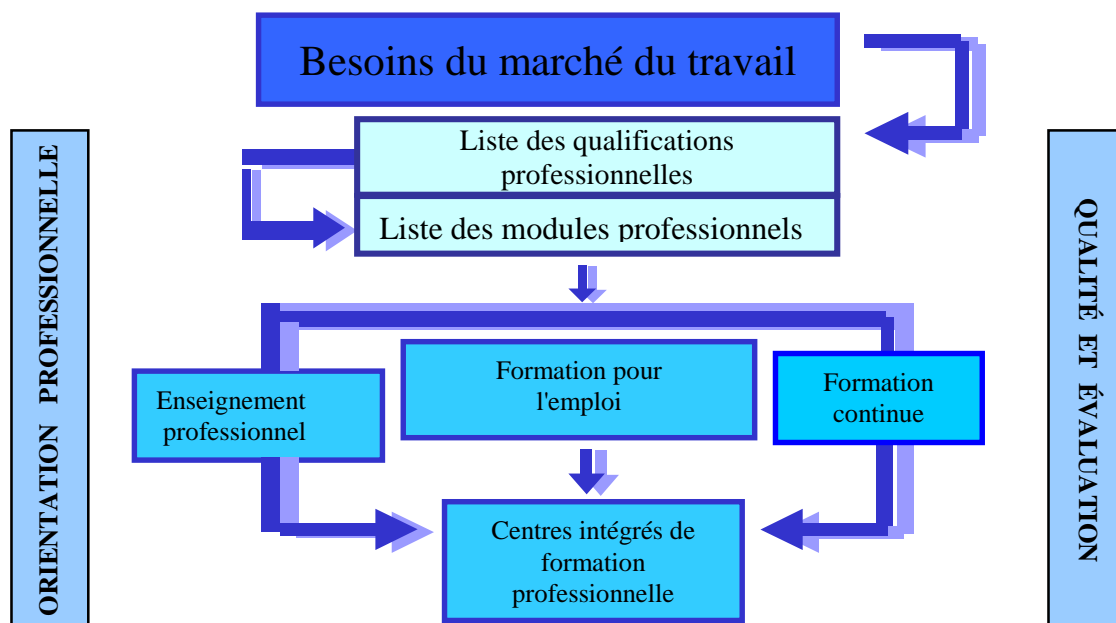 Besoins du marché du travail
Liste des qualifications
professionnelles
Liste des modules professionnels
ORIENTATION PROFESSIONNELLE
QUALITÉ ET ÉVALUATION
Enseignement
professionnel
Formation pour
l'emploi
Formation
continue
Centres intégrés de
formation
professionnelle